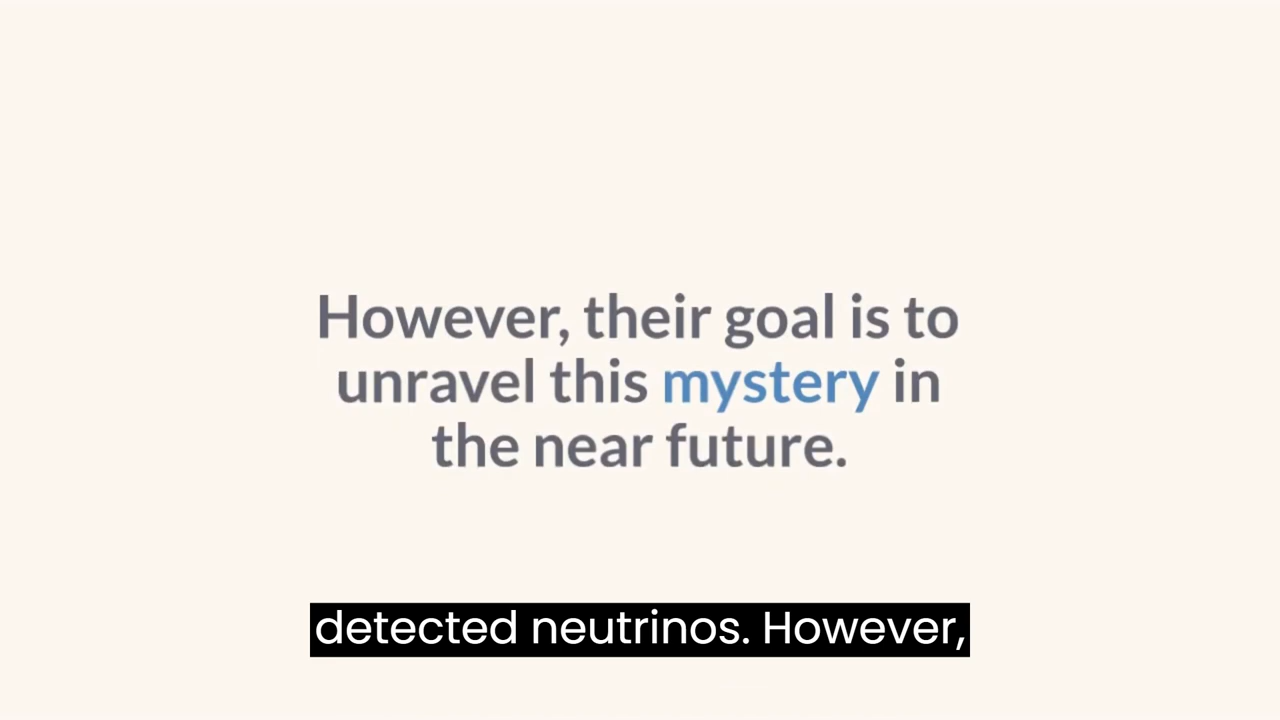 However, their goal is to
unravel this mystery in
the near future.
detected neutrinos. However,